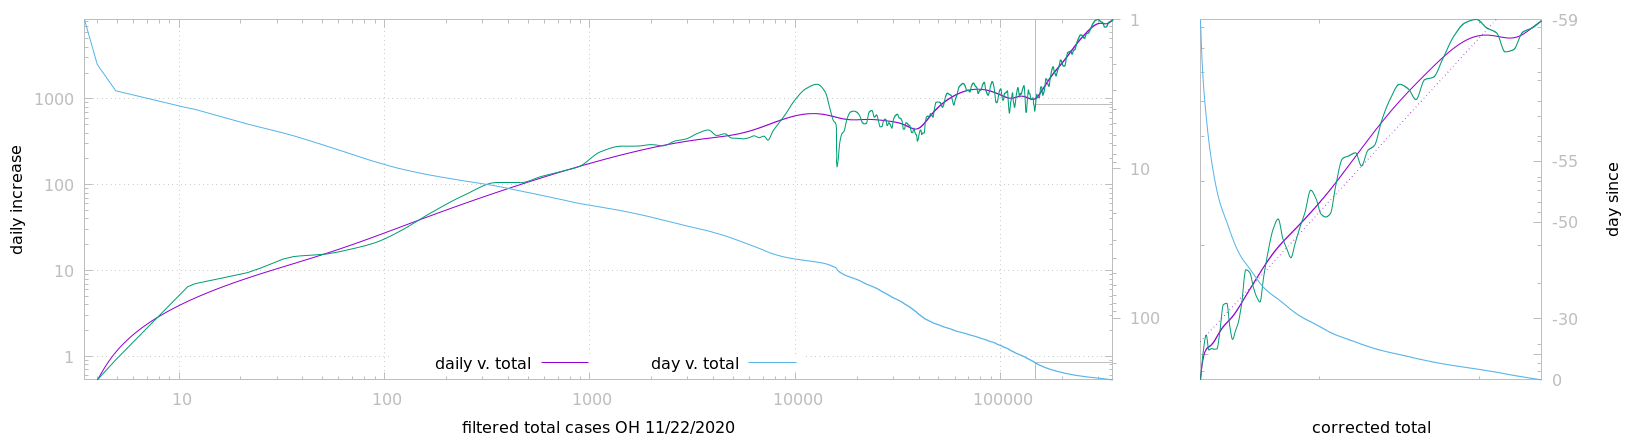 1000
100
10
1
daily increase
10
100
1000
10000
100000
filtered total cases OH 11/22/2020
daily v. total
day v. total
1
10
100
-59
-55
-50
-30
0
day since
corrected total